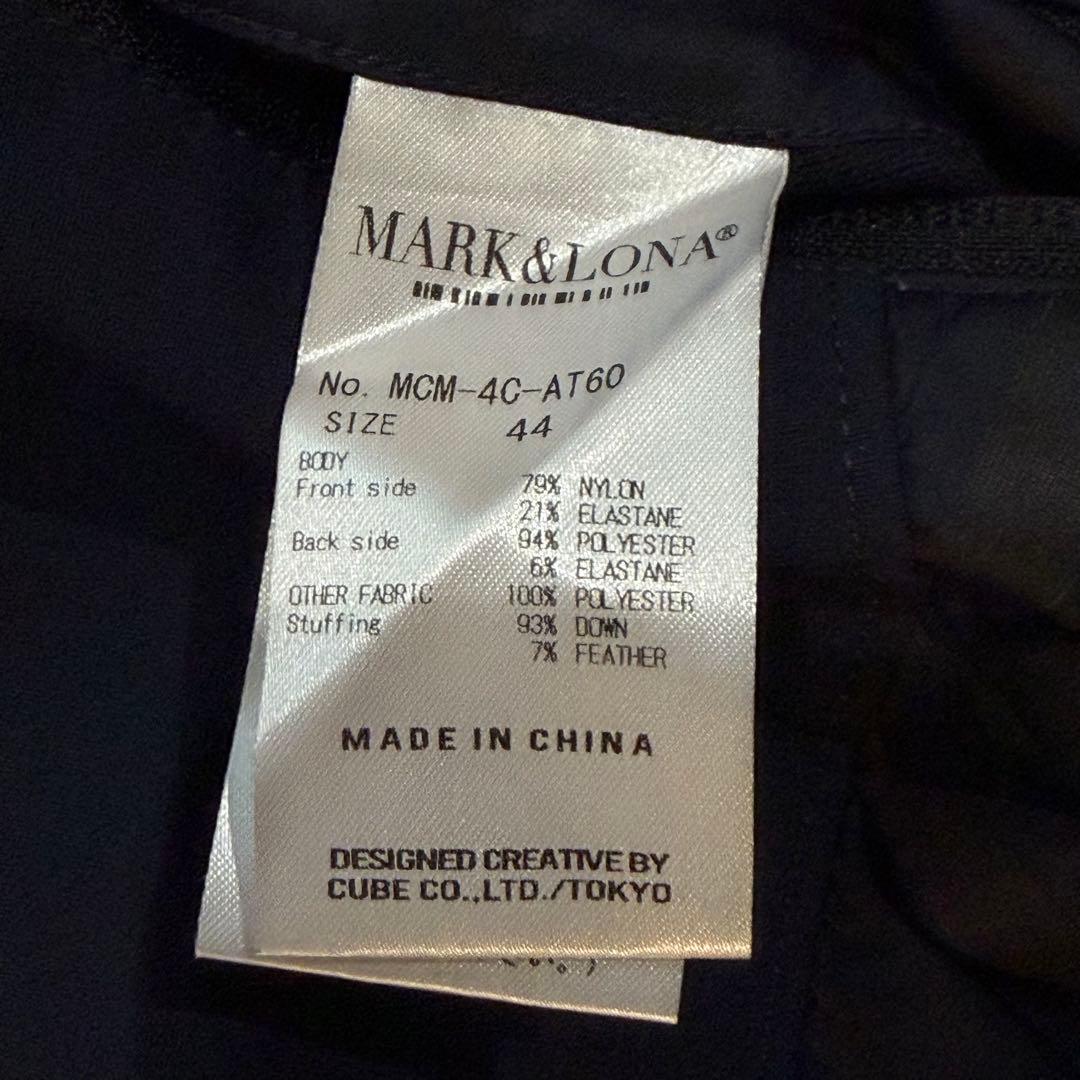 MARK&LONA®
No. MCM-4C-AT60
SIZE 44
BODY
Front side 79% NYLON
21% ELASTANE
Back side 94% POLYESTER
6% ELASTANE
OTHER FABRIC 100% POLYESTER
Stuffing 93% DOWN
7% FEATHER
MADE IN CHINA
DESIGNED CREATIVE BY
CUBE CO.,LTD./TOKYO